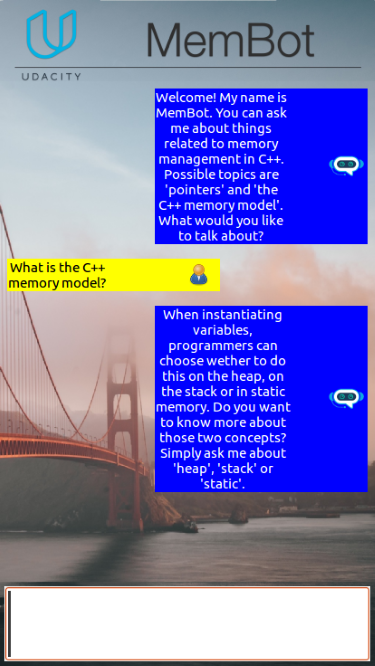 MemBot
UDACITY
Welcome! My name is
MemBot. You can ask
me about things
related to memory
management in C++.
Possible topics are
'pointers' and 'the
C++ memory model'.
What would you like
to talk about?
What is the C++
memory model?
When instantiating
variables,
programmers can
choose wether to do
this on the heap, on
the stack or in static
memory. Do you want
to know more about
those two concepts?
Simply ask me about
'heap', 'stack' or
'static'.